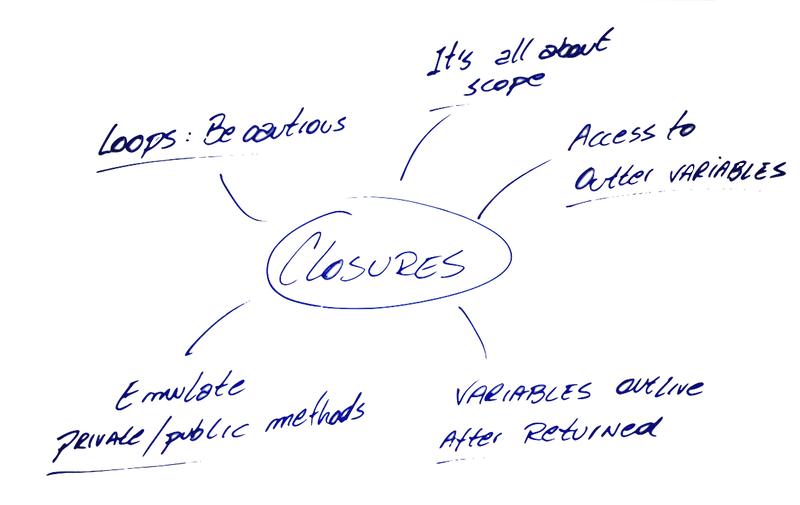 It's all about
scope
Loops: Be cautious
Access to
Outter VARIABLES
CLOSURES
Emulate
PRIVATE/public methods
VARIABLES outlive
After Returned